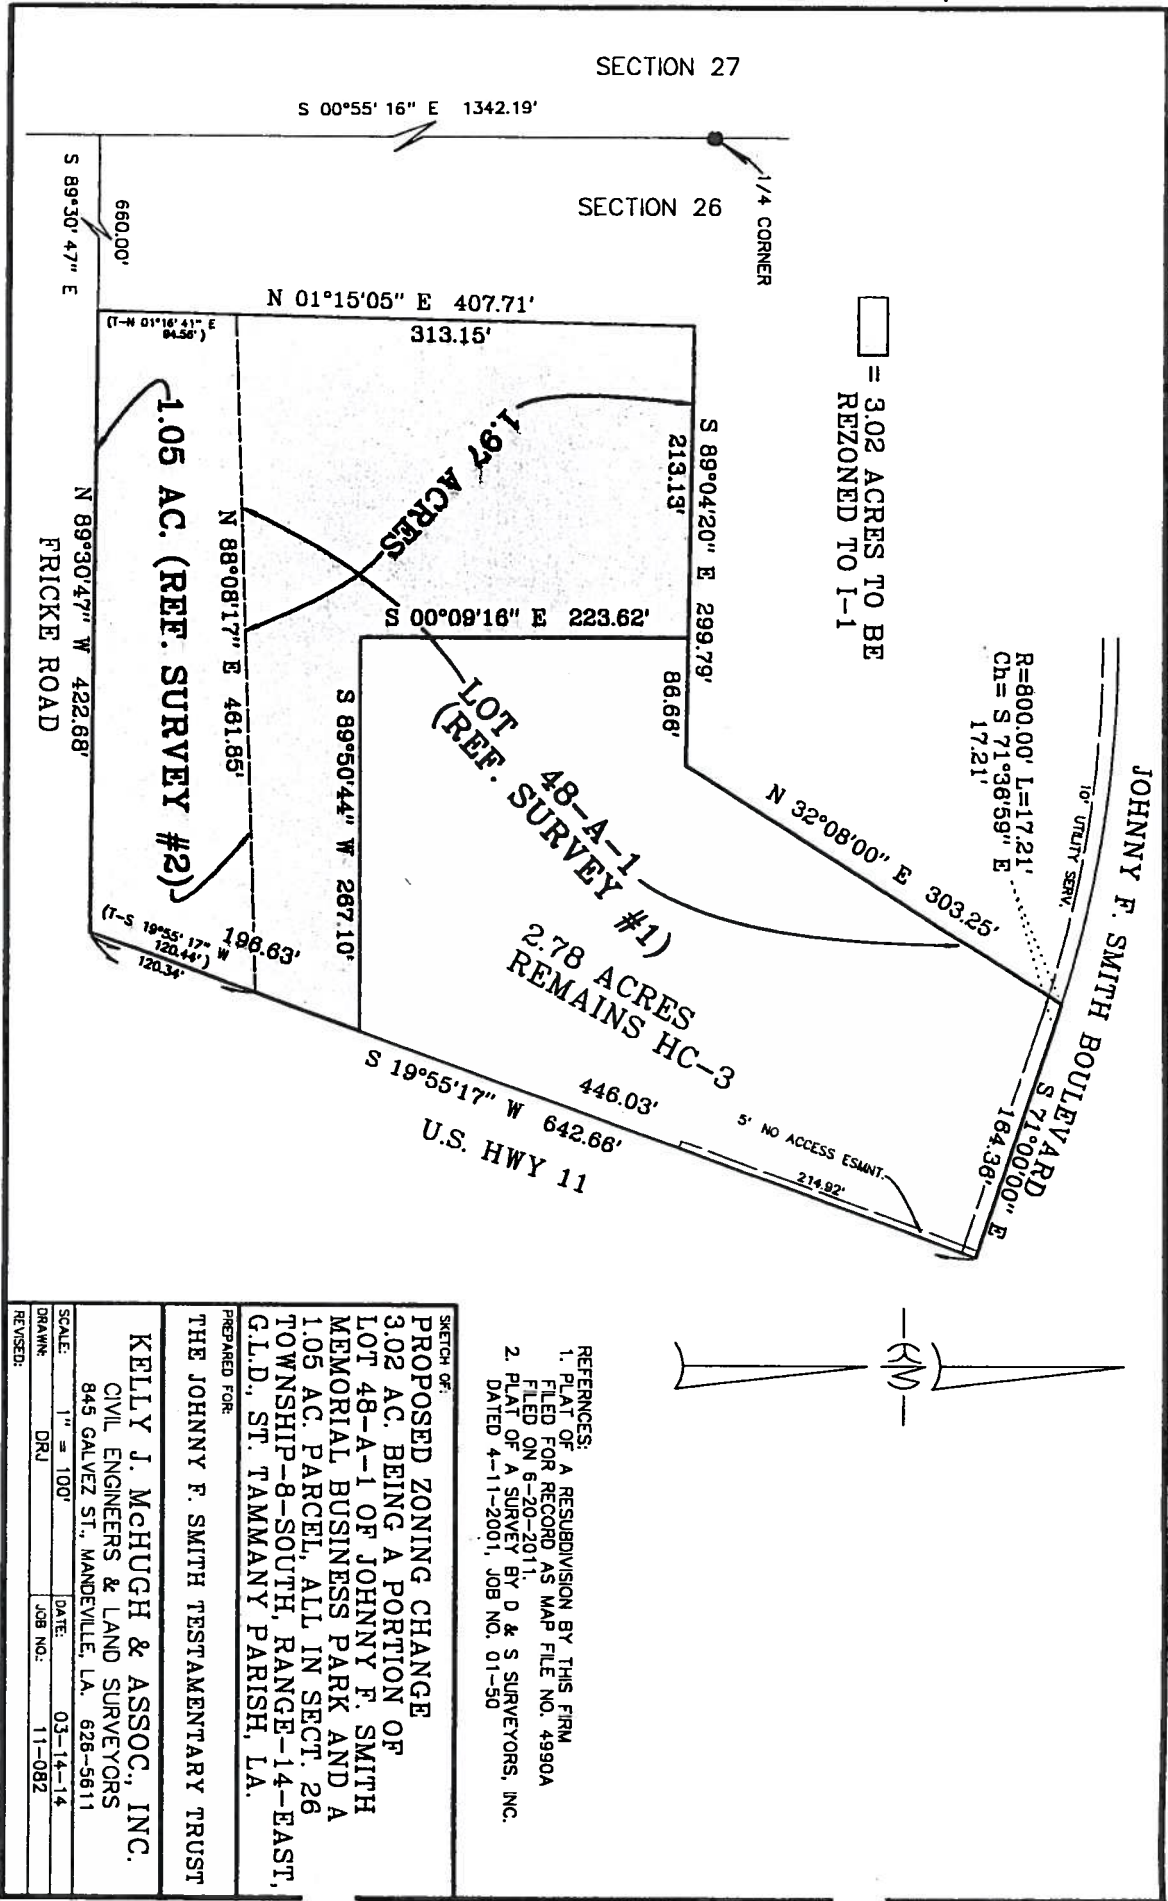 SECTION 27
S 00°55'16" E 1342.19'
1/4 CORNER
SECTION 26
660.00'
S 89°30'47" E
= 3.02 ACRES TO BE
REZONED TO I-1
JOHNNY F. SMITH BOULEVARD
10' UTILITY SERV.
R=800.00' L=17.21'
Ch= S 71°36'59" E
17.21'
S 71°00'00" E
164.36'
N 32°08'00" E 303.25'
S 89°04'20" E 299.79'
213.13'
86.66'
N 01°15'05" E 407.71'
313.15'
(T-N 01°16'41" E
94.56')
1.97 ACRES
S 00°09'16" E 223.62'
S 89°50'44" W 267.10'
LOT 48-A-1
(REF. SURVEY #1)
2.78 ACRES
REMAINS HC-3
5' NO ACCESS ESMNT.
214.92'
446.03'
S 19°55'17" W 642.66'
U.S. HWY 11
N 88°08'17" E 461.85'
196.63'
1.05 AC. (REF. SURVEY #2)
(T-S 19°55'17" W
120.44')
120.34'
N 89°30'47" W 422.68'
FRICKE ROAD
REFERNCES:
1. PLAT OF A RESUBDIVISION BY THIS FIRM
FILED FOR RECORD AS MAP FILE NO. 4990A
FILED ON 6-20-2011.
2. PLAT OF A SURVEY BY D & S SURVEYORS, INC.
DATED 4-11-2001, JOB NO. 01-50
SKETCH OF:
PROPOSED ZONING CHANGE
3.02 AC. BEING A PORTION OF
LOT 48-A-1 OF JOHNNY F. SMITH
MEMORIAL BUSINESS PARK AND A
1.05 AC. PARCEL, ALL IN SECT. 26
TOWNSHIP-8-SOUTH, RANGE-14-EAST,
G.L.D., ST. TAMMANY PARISH, LA.
PREPARED FOR:
THE JOHNNY F. SMITH TESTAMENTARY TRUST
KELLY J. McHUGH & ASSOC., INC.
CIVIL ENGINEERS & LAND SURVEYORS
845 GALVEZ ST., MANDEVILLE, LA. 626-5611
SCALE: 1" = 100'
DATE: 03-14-14
DRAWN: DRJ
JOB NO.: 11-082
REVISED: